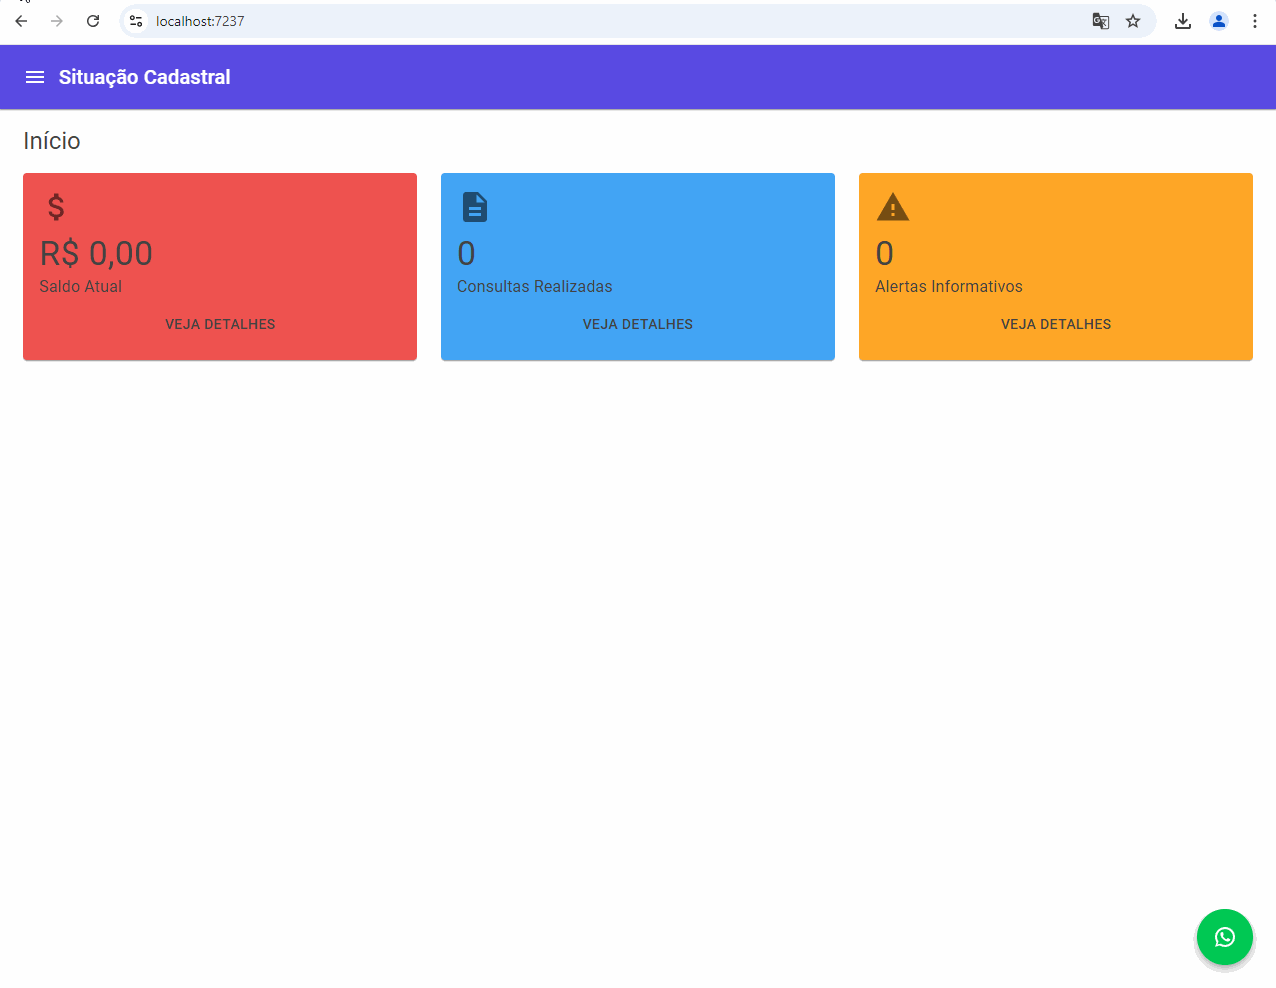 localhost:7237
Situação Cadastral
Início
R$ 0,00
Saldo Atual
VEJA DETALHES
0
Consultas Realizadas
VEJA DETALHES
0
Alertas Informativos
VEJA DETALHES